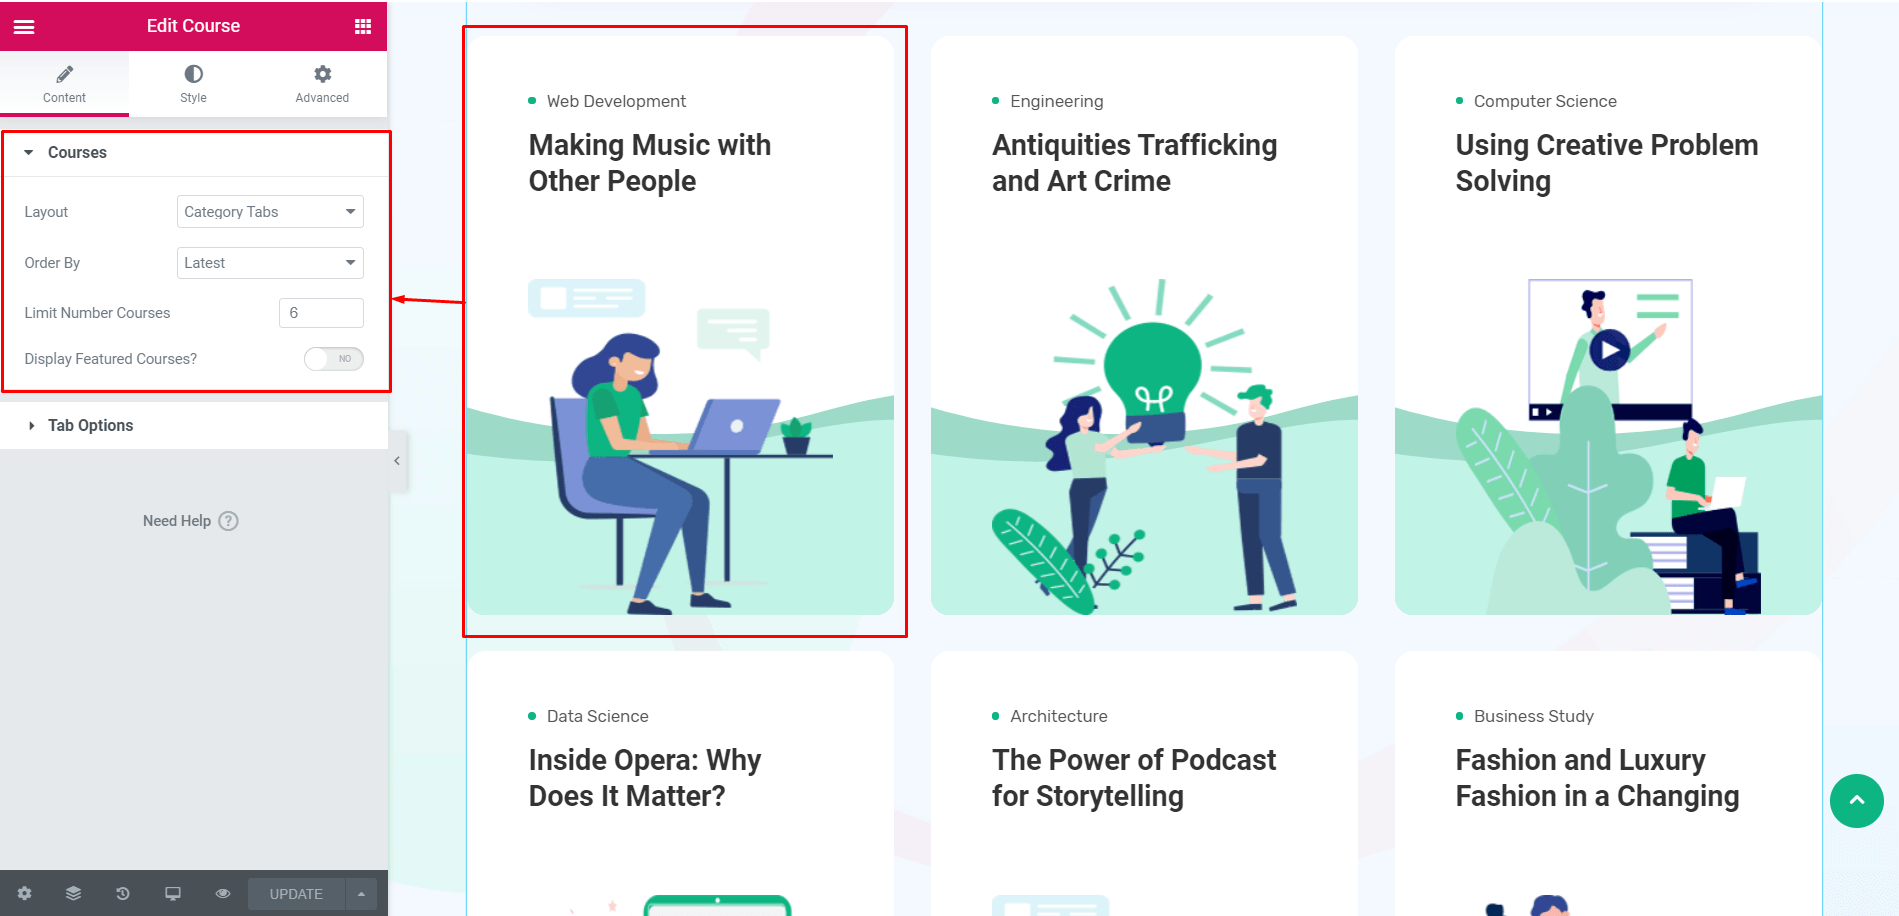 Edit Course
Content
Style
Advanced
Courses
Layout
Category Tabs
Order By
Latest
Limit Number Courses
6
Display Featured Courses?
NO
Tab Options
Need Help ?
UPDATE
Web Development
Making Music with
Other People
Engineering
Antiquities Trafficking
and Art Crime
Computer Science
Using Creative Problem
Solving
Data Science
Inside Opera: Why
Does It Matter?
Architecture
The Power of Podcast
for Storytelling
Business Study
Fashion and Luxury
Fashion in a Changing